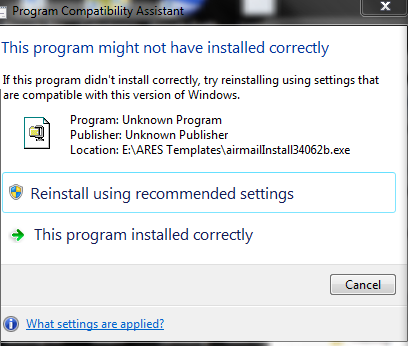 Program Compatibility Assistant
This program might not have installed correctly
If this program didn't install correctly, try reinstalling using settings that
are compatible with this version of Windows.
Program: Unknown Program
Publisher: Unknown Publisher
Location: E:\ARES Templates\airmailInstall34062b.exe
Reinstall using recommended settings
This program installed correctly
Cancel
What settings are applied?